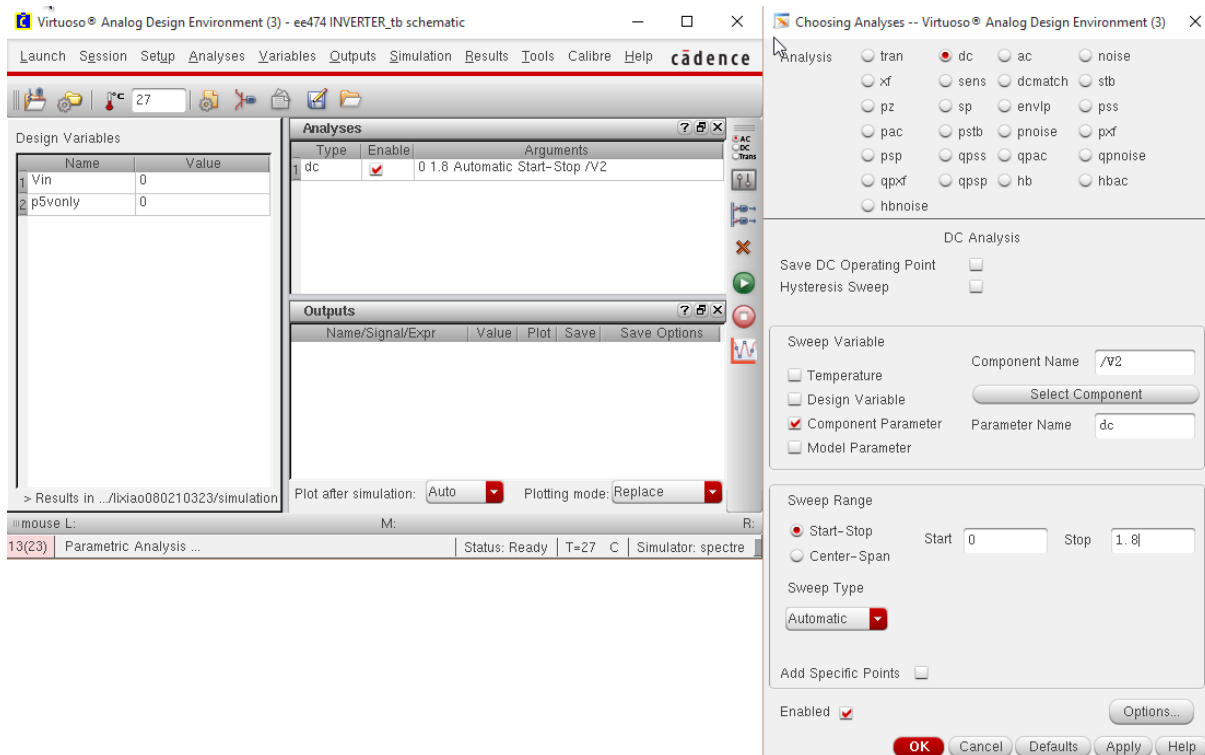 Virtuoso® Analog Design Environment (3) - ee474 INVERTER_tb schematic
Launch Session Setup Analyses Variables Outputs Simulation Results Tools Calibre Help cādence
°C 27
Design Variables
Name Value
1 Vin 0
2 p5vonly 0
> Results in .../lixiao080210323/simulation
Analyses
Type Enable Arguments
1 dc 0 1.8 Automatic Start-Stop /V2
AC
DC
Trans
Outputs
Name/Signal/Expr Value Plot Save Save Options
Plot after simulation: Auto Plotting mode: Replace
mouse L: M: R:
13(23) Parametric Analysis ... Status: Ready T=27 C Simulator: spectre
Choosing Analyses -- Virtuoso® Analog Design Environment (3)
Analysis tran dc ac noise
xf sens dcmatch stb
pz sp envlp pss
pac pstb pnoise pxf
psp qpss qpac qpnoise
qpxf qpsp hb hbac
hbnoise
DC Analysis
Save DC Operating Point
Hysteresis Sweep
Sweep Variable
Temperature
Design Variable
Component Parameter
Model Parameter
Component Name /V2
Select Component
Parameter Name dc
Sweep Range
Start-Stop
Center-Span
Start 0 Stop 1.8
Sweep Type
Automatic
Add Specific Points
Enabled Options...
OK Cancel Defaults Apply Help